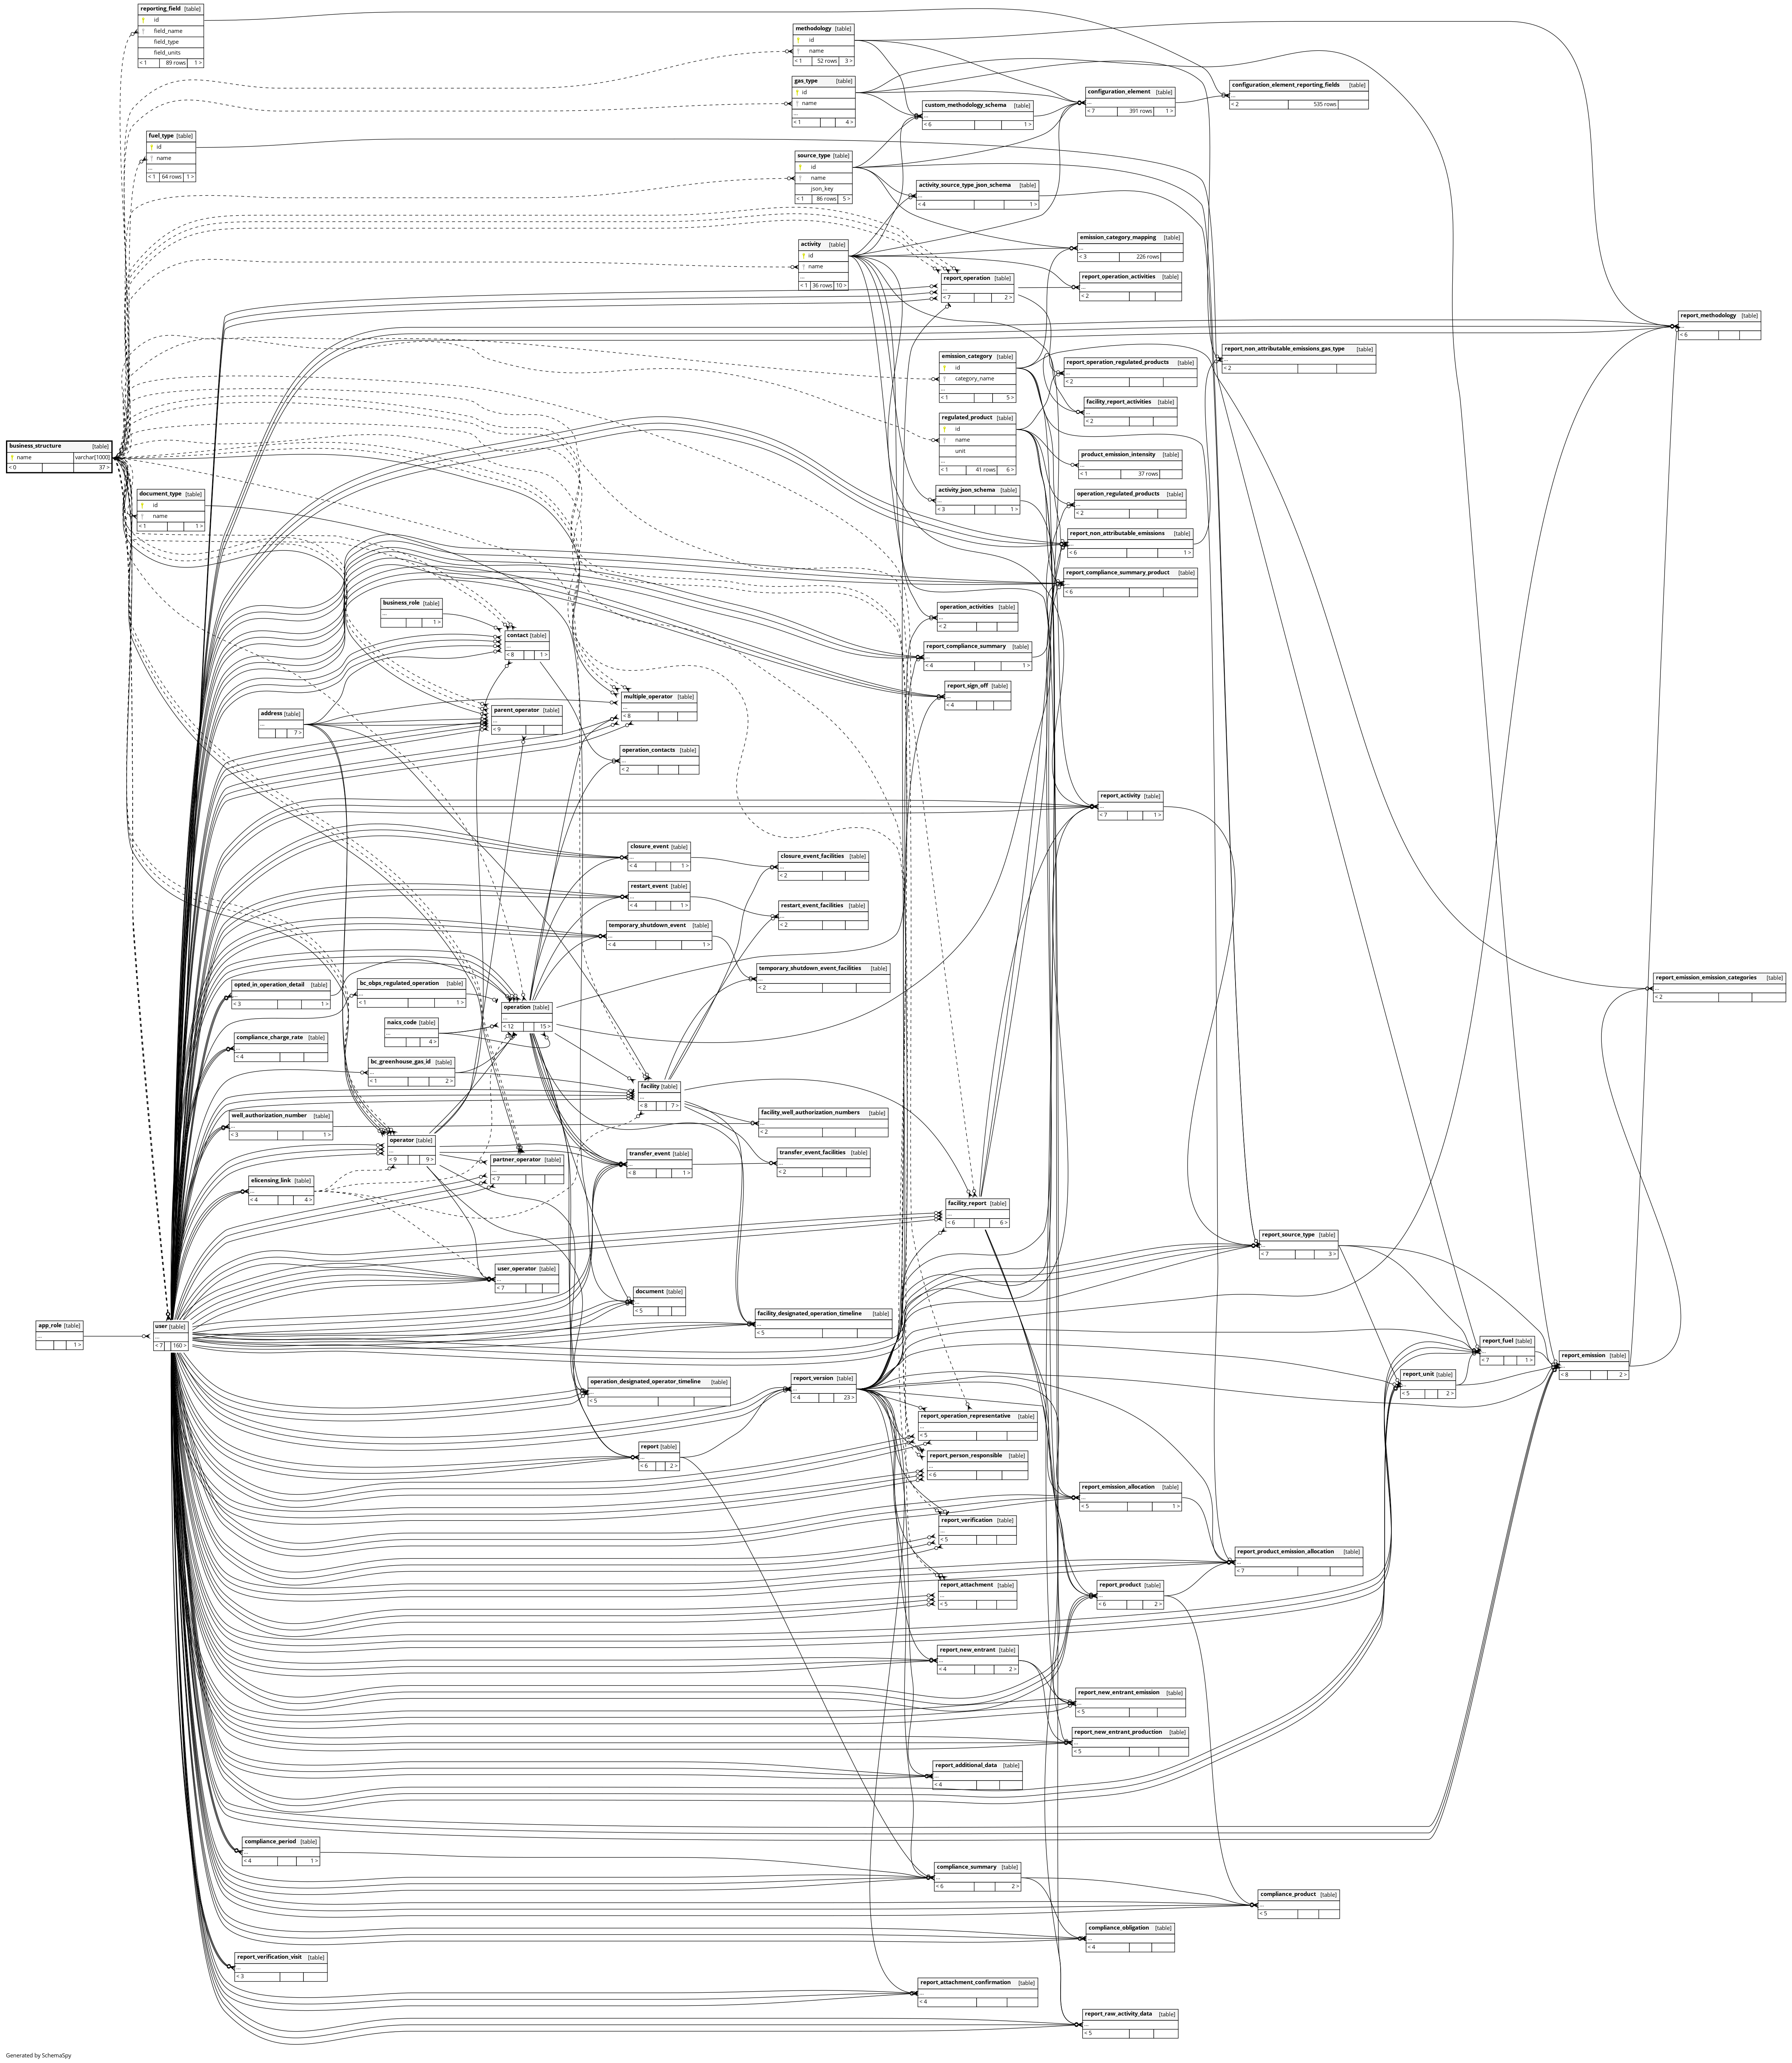 reporting_field [table]
id
field_name
field_type
field_units
< 1 89 rows 1 >
methodology [table]
id
name
< 1 52 rows 3 >
gas_type [table]
id
name
...
< 1 4 >
configuration_element [table]
...
< 7 391 rows 1 >
configuration_element_reporting_fields [table]
...
< 2 535 rows
custom_methodology_schema [table]
...
< 6 1 >
fuel_type [table]
id
name
...
< 1 64 rows 1 >
source_type [table]
id
name
json_key
< 1 86 rows 5 >
activity_source_type_json_schema [table]
...
< 4 1 >
activity [table]
id
name
...
< 1 36 rows 10 >
emission_category_mapping [table]
...
< 3 226 rows
report_operation [table]
...
< 7 2 >
report_operation_activities [table]
...
< 2
report_methodology [table]
...
< 6
report_non_attributable_emissions_gas_type [table]
...
< 2
emission_category [table]
id
category_name
...
< 1 5 >
report_operation_regulated_products [table]
...
< 2
facility_report_activities [table]
...
< 2
regulated_product [table]
id
name
unit
...
< 1 41 rows 6 >
business_structure [table]
name varchar[1000]
< 0 37 >
product_emission_intensity [table]
...
< 1 37 rows
document_type [table]
id
name
< 1 1 >
activity_json_schema [table]
...
< 3 1 >
operation_regulated_products [table]
...
< 2
report_non_attributable_emissions [table]
...
< 6 1 >
report_compliance_summary_product [table]
...
< 6
business_role [table]
...
1 >
operation_activities [table]
...
< 2
contact [table]
...
< 8 1 >
report_compliance_summary [table]
...
< 4 1 >
report_sign_off [table]
...
< 4
multiple_operator [table]
...
< 8
address [table]
...
7 >
parent_operator [table]
...
< 9
operation_contacts [table]
...
< 2
report_activity [table]
...
< 7 1 >
closure_event [table]
...
< 4 1 >
closure_event_facilities [table]
...
< 2
restart_event [table]
...
< 4 1 >
restart_event_facilities [table]
...
< 2
temporary_shutdown_event [table]
...
< 4 1 >
temporary_shutdown_event_facilities [table]
...
< 2
report_emission_emission_categories [table]
...
< 2
opted_in_operation_detail [table]
...
< 3 1 >
bc_obps_regulated_operation [table]
...
< 1 1 >
operation [table]
...
< 12 15 >
naics_code [table]
...
4 >
compliance_charge_rate [table]
...
< 4
bc_greenhouse_gas_id [table]
...
< 1 2 >
facility [table]
...
< 8 7 >
well_authorization_number [table]
...
< 3 1 >
facility_well_authorization_numbers [table]
...
< 2
operator [table]
...
< 9 9 >
partner_operator [table]
...
< 7
transfer_event [table]
...
< 8 1 >
transfer_event_facilities [table]
...
< 2
elicensing_link [table]
...
< 4 4 >
facility_report [table]
...
< 6 6 >
report_source_type [table]
...
< 7 3 >
user_operator [table]
...
< 7
document [table]
...
< 5
facility_designated_operation_timeline [table]
...
< 5
app_role [table]
...
1 >
user [table]
...
< 7 160 >
report_fuel [table]
...
< 7 1 >
report_emission [table]
...
< 8 2 >
report_unit [table]
...
< 5 2 >
operation_designated_operator_timeline [table]
...
< 5
report_version [table]
...
< 4 23 >
report_operation_representative [table]
...
< 5
report [table]
...
< 6 2 >
report_person_responsible [table]
...
< 6
report_emission_allocation [table]
...
< 5 1 >
report_verification [table]
...
< 5
report_product_emission_allocation [table]
...
< 7
report_attachment [table]
...
< 5
report_product [table]
...
< 6 2 >
report_new_entrant [table]
...
< 4 2 >
report_new_entrant_emission [table]
...
< 5
report_new_entrant_production [table]
...
< 5
report_additional_data [table]
...
< 4
compliance_period [table]
...
< 4 1 >
compliance_summary [table]
...
< 6 2 >
compliance_product [table]
...
< 5
compliance_obligation [table]
...
< 4
report_verification_visit [table]
...
< 3
report_attachment_confirmation [table]
...
< 4
report_raw_activity_data [table]
...
< 5
Generated by SchemaSpy